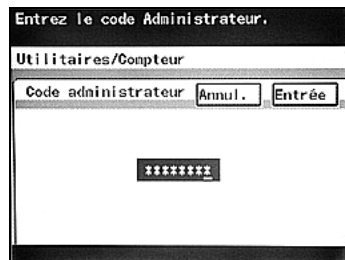 Entrez le code Administrateur.
Utilitaires/Compteur
Code administrateur Annul. Entrée
********